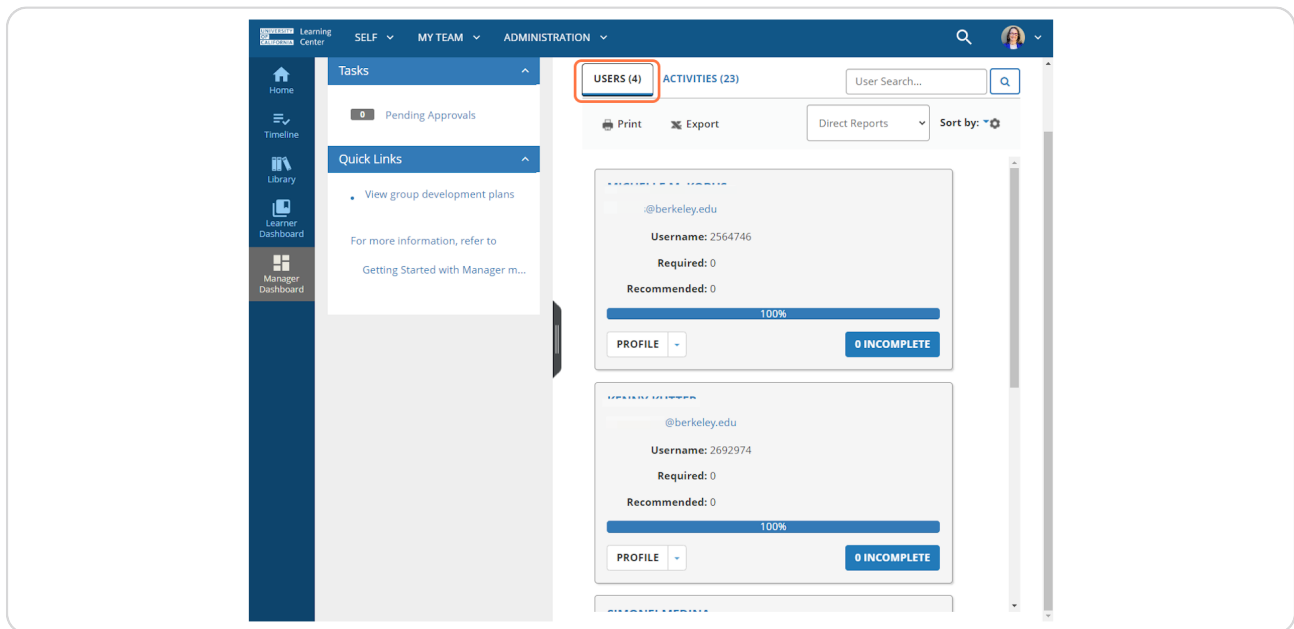 UNIVERSITY OF CALIFORNIA Learning Center
SELF MY TEAM ADMINISTRATION
Home
Timeline
Library
Learner Dashboard
Manager Dashboard
Tasks
0 Pending Approvals
Quick Links
View group development plans
For more information, refer to
Getting Started with Manager m...
USERS (4) ACTIVITIES (23) User Search...
Print Export Direct Reports Sort by:
@berkeley.edu
Username: 2564746
Required: 0
Recommended: 0
100%
PROFILE 0 INCOMPLETE
@berkeley.edu
Username: 2692974
Required: 0
Recommended: 0
100%
PROFILE 0 INCOMPLETE